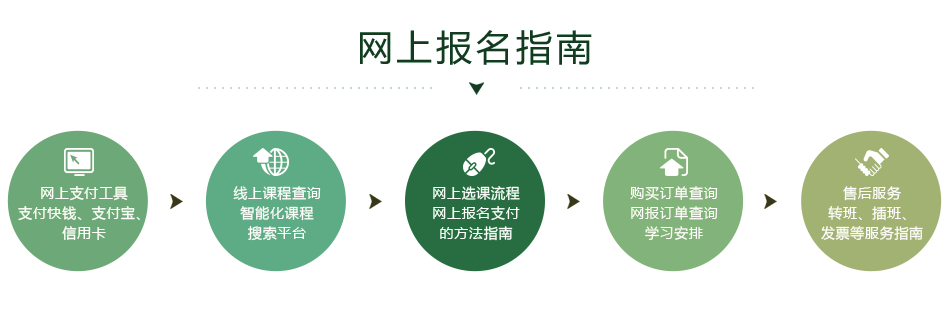 网上报名指南
网上支付工具
支付快钱、支付宝、
信用卡
线上课程查询
智能化课程
搜索平台
网上选课流程
网上报名支付
的方法指南
购买订单查询
网报订单查询
学习安排
售后服务
转班、插班、
发票等服务指南